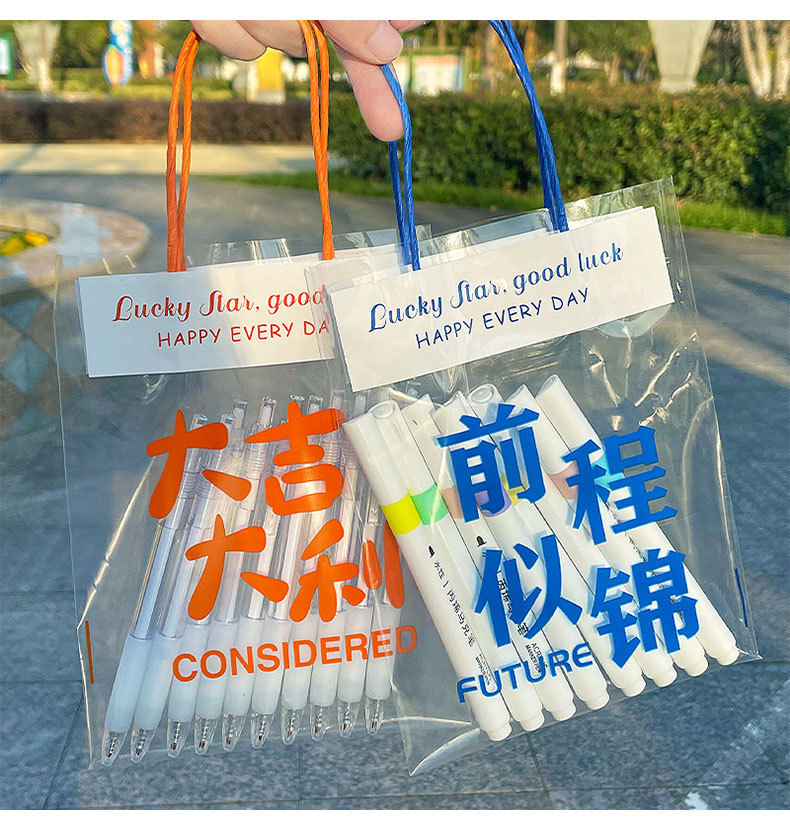 Lucky Star, good
HAPPY EVERY DA
大吉
大利
CONSIDERED
Lucky Star, good luck
HAPPY EVERY DAY
前程
似锦
FUTURE